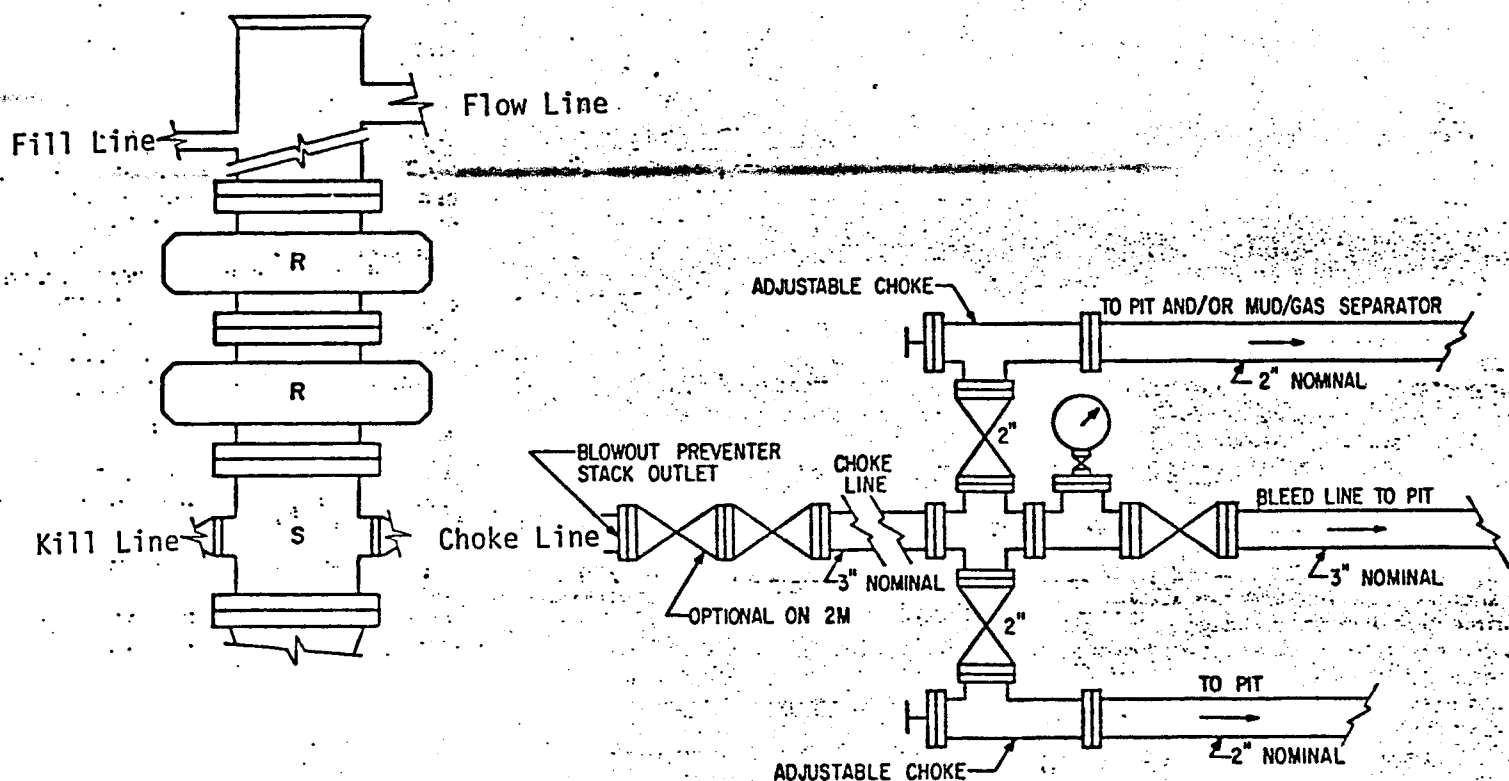 Flow Line
Fill Line
R
R
S
Kill Line
Choke Line
ADJUSTABLE CHOKE
TO PIT AND/OR MUD/GAS SEPARATOR
2" NOMINAL
2"
BLOWOUT PREVENTER
STACK OUTLET
CHOKE
LINE
BLEED LINE TO PIT
3" NOMINAL
3" NOMINAL
OPTIONAL ON 2M
2"
TO PIT
2" NOMINAL
ADJUSTABLE CHOKE